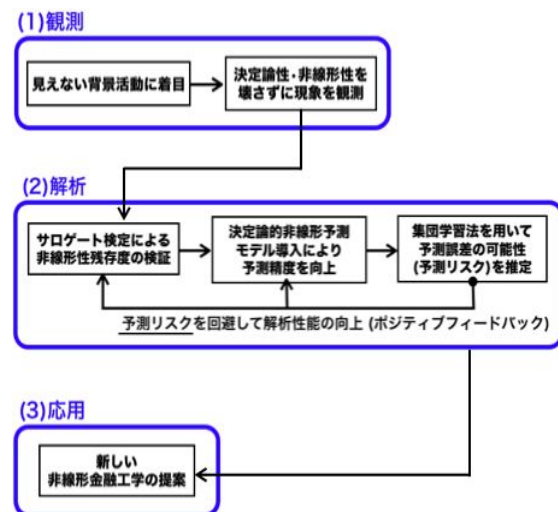 (1)観測
見えない背景活動に着目
決定論性・非線形性を
壊さずに現象を観測
(2)解析
サロゲート検定による
非線形性残存度の検証
決定論的非線形予測
モデル導入により
予測精度を向上
集団学習法を用いて
予測誤差の可能性
(予測リスク)を推定
予測リスクを回避して解析性能の向上 (ポジティブフィードバック)
(3)応用
新しい
非線形金融工学の提案